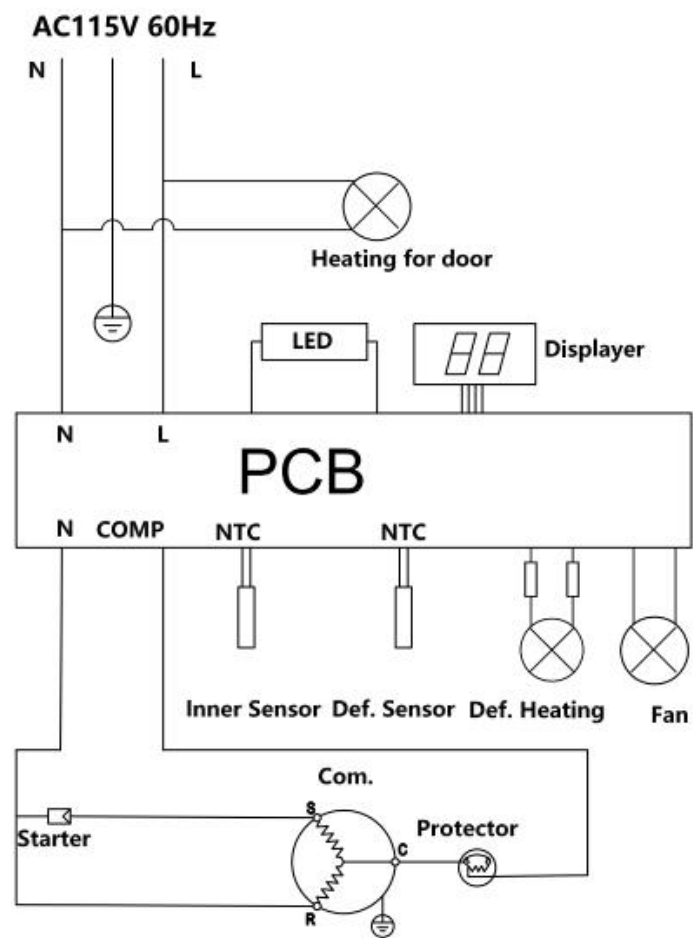 AC115V 60Hz
N L
Heating for door
LED
Displayer
N L
PCB
N COMP NTC NTC
Inner Sensor Def. Sensor Def. Heating Fan
Com.
S
Starter
Protector
C
R